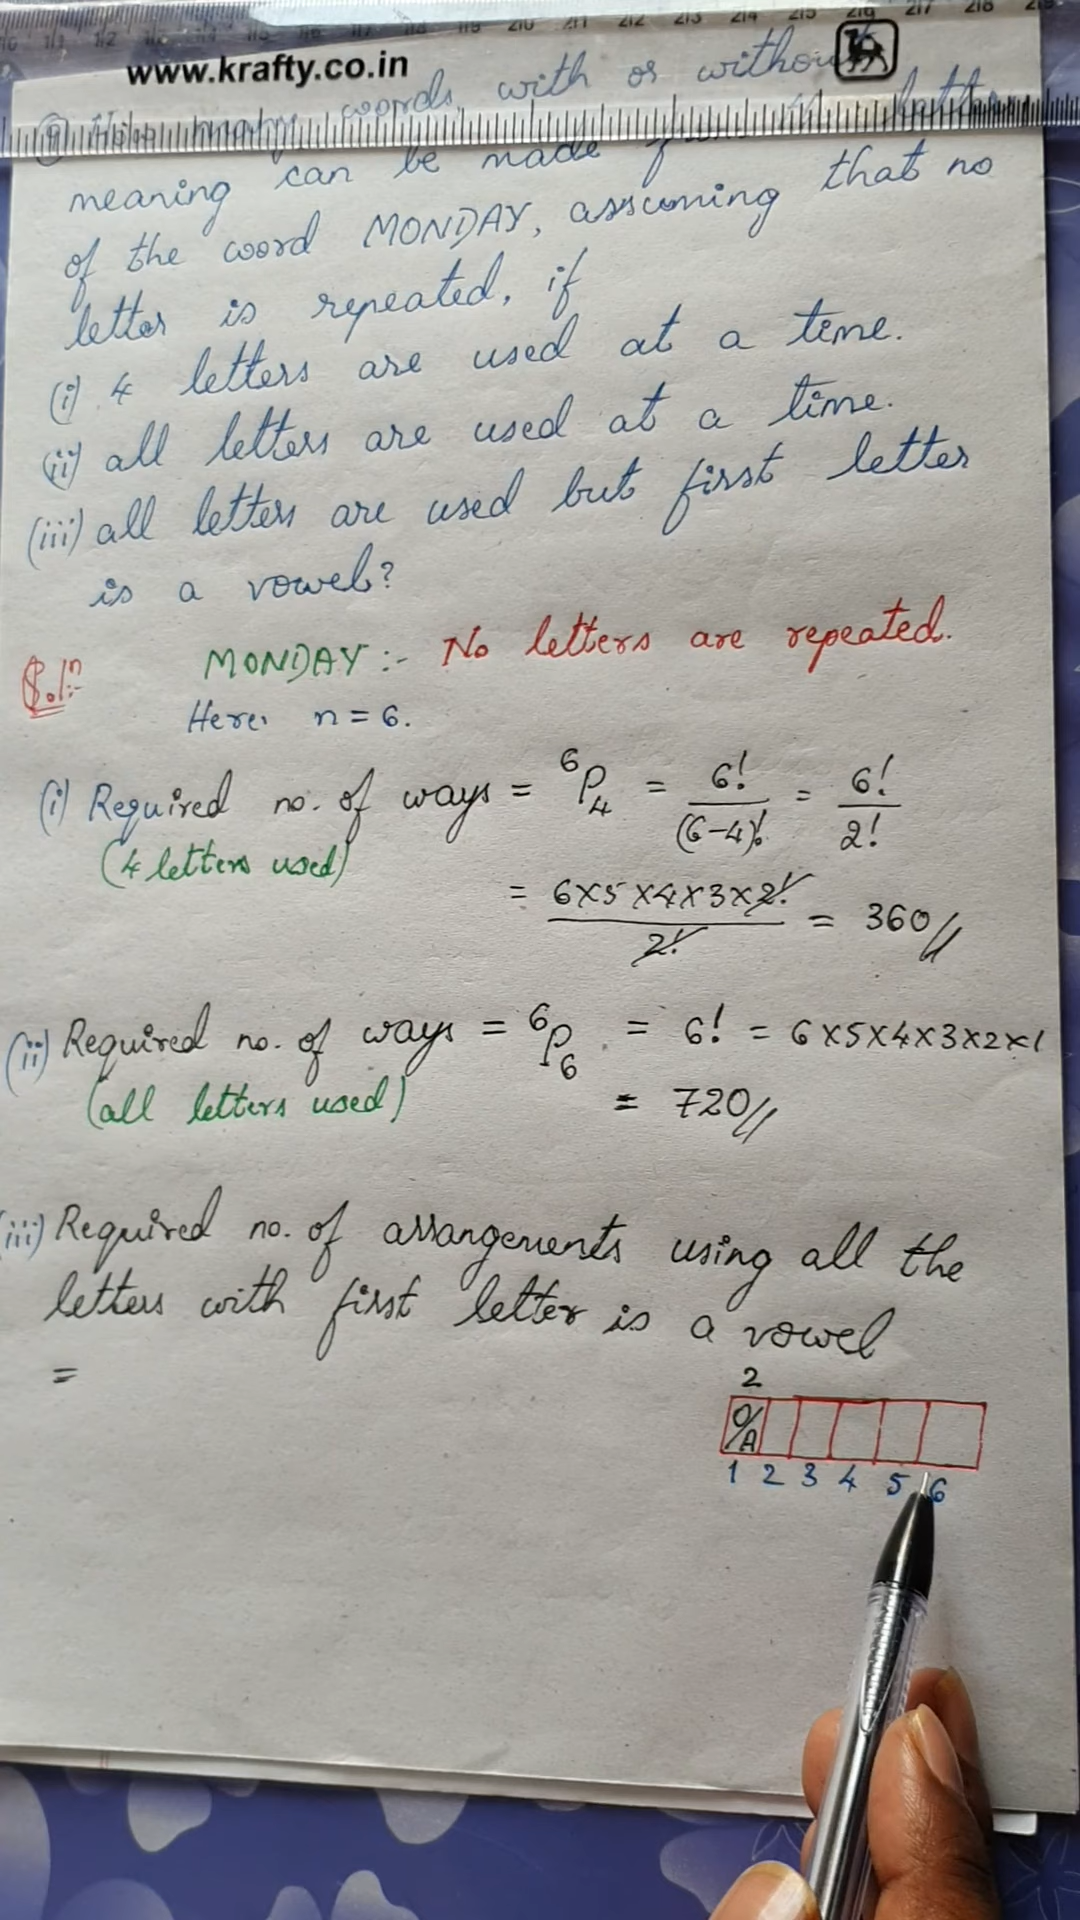 www.krafty.co.in
(9) How many words, with or without
meaning can be made letters
of the word MONDAY, assuming that no
letter is repeated, if
(i) 4 letters are used at a time.
(ii) all letters are used at a time.
(iii) all letters are used but first letter
is a vowel?
Sol:n:- MONDAY:- No letters are repeated.
Here, n = 6.
(i) Required no. of ways = ⁶P₄ = 6!/(6-4)! = 6!/2!
(4 letters used)
= 6×5×4×3×2!/2! = 360//
(ii) Required no. of ways = ⁶P₆ = 6! = 6×5×4×3×2×1
(all letters used) = 720//
(iii) Required no. of arrangements using all the
letters with first letter is a vowel
=
2
O/A
1 2 3 4 5 6